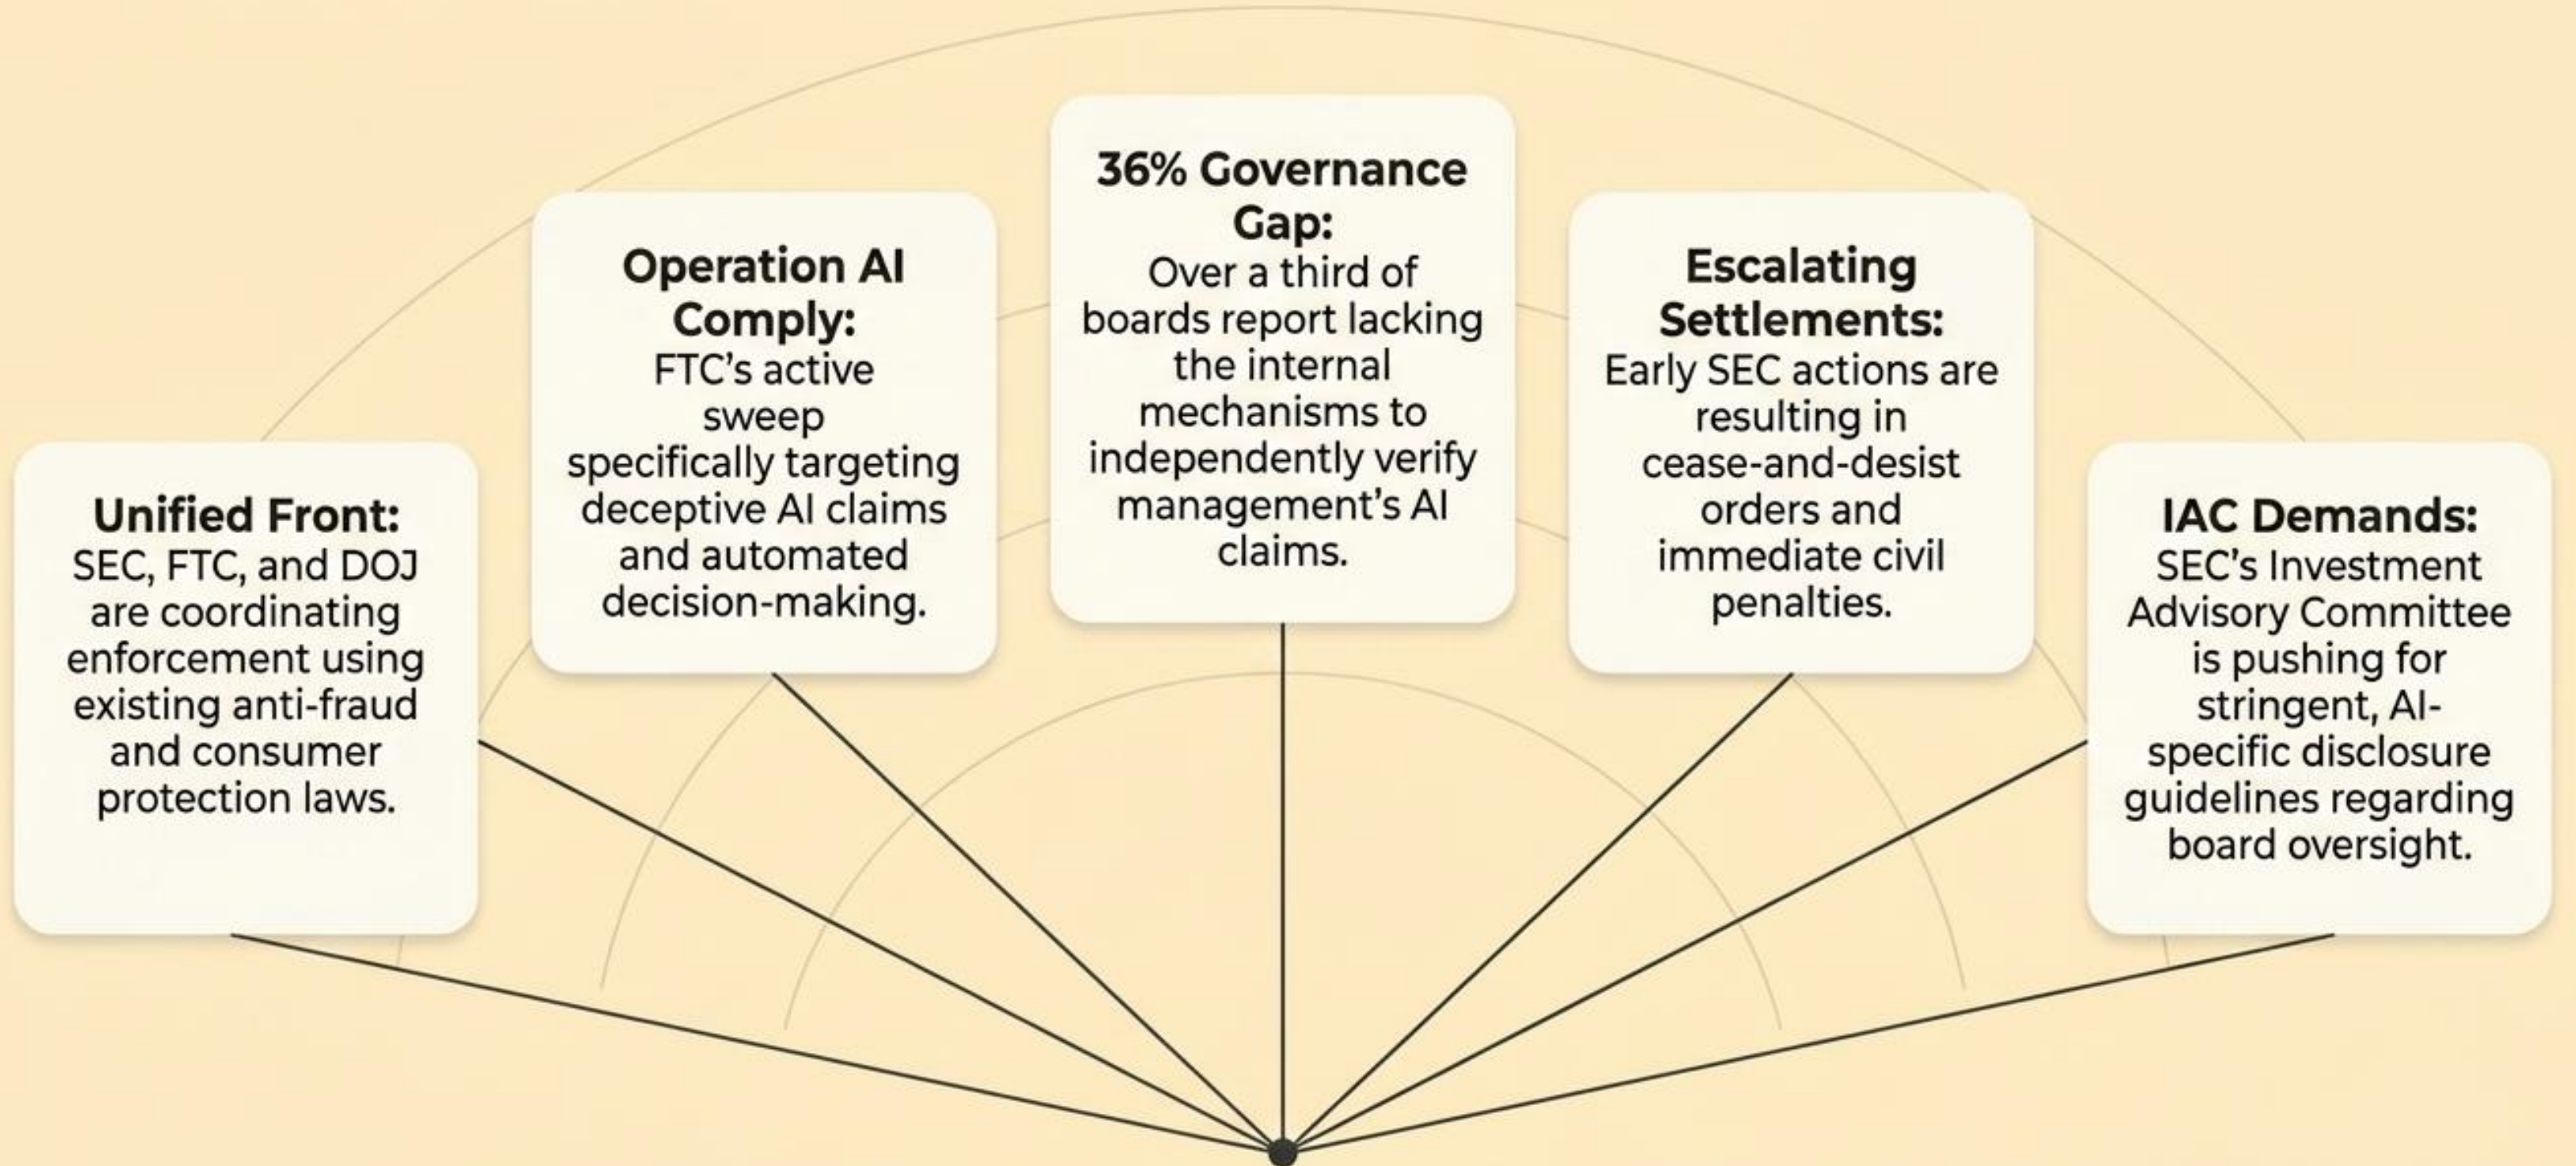 Unified Front:
SEC, FTC, and DOJ
are coordinating
enforcement using
existing anti-fraud
and consumer
protection laws.
Operation AI
Comply:
FTC’s active
sweep
specifically targeting
deceptive AI claims
and automated
decision-making.
36% Governance
Gap:
Over a third of
boards report lacking
the internal
mechanisms to
independently verify
management’s AI
claims.
Escalating
Settlements:
Early SEC actions are
resulting in
cease-and-desist
orders and
immediate civil
penalties.
IAC Demands:
SEC’s Investment
Advisory Committee
is pushing for
stringent, AI-
specific disclosure
guidelines regarding
board oversight.